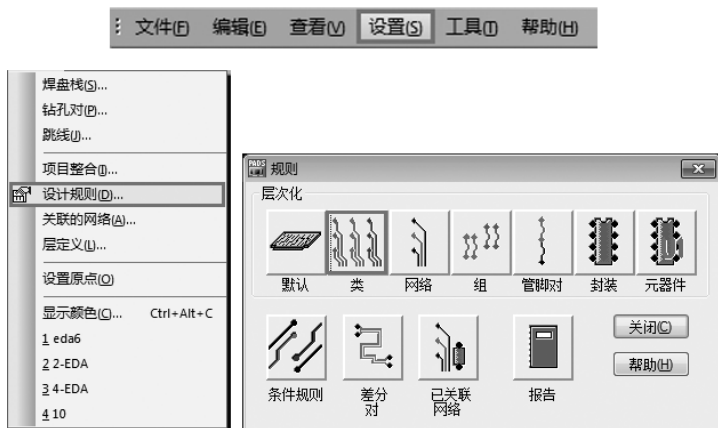 文件(F) 编辑(E) 查看(V) 设置(S) 工具(T) 帮助(H)
焊盘栈(S)...
钻孔对(P)...
跳线(J)...
项目整合(I)...
设计规则(D)...
关联的网络(A)...
层定义(L)...
设置原点(O)
显示颜色(C)... Ctrl+Alt+C
1 eda6
2 2-EDA
3 4-EDA
4 10
PADS 规则
层次化
默认 类 网络 组 管脚对 封装 元器件
条件规则 差分对 已关联网络 报告
关闭(C)
帮助(H)